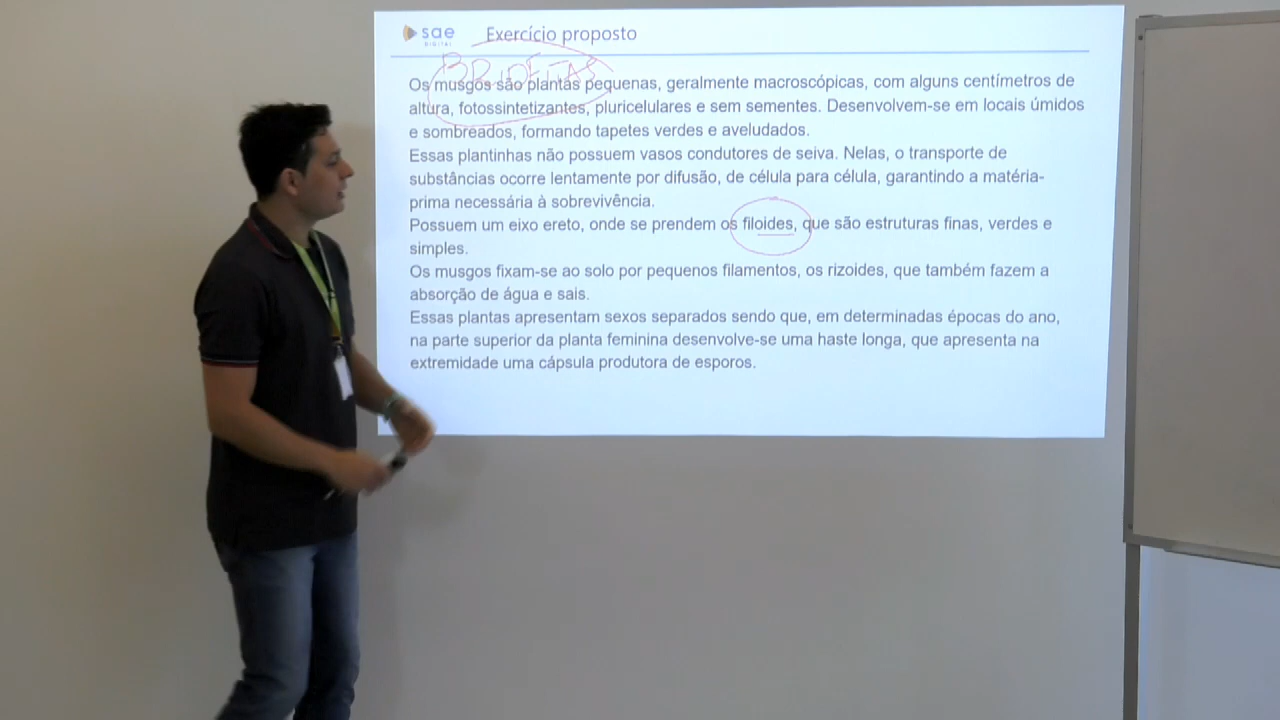 sae
DIGITAL
Exercício proposto
BRIÓFITAS
Os musgos são plantas pequenas, geralmente macroscópicas, com alguns centímetros de
altura, fotossintetizantes, pluricelulares e sem sementes. Desenvolvem-se em locais úmidos
e sombreados, formando tapetes verdes e aveludados.
Essas plantinhas não possuem vasos condutores de seiva. Nelas, o transporte de
substâncias ocorre lentamente por difusão, de célula para célula, garantindo a matéria-
prima necessária à sobrevivência.
Possuem um eixo ereto, onde se prendem os filoides, que são estruturas finas, verdes e
simples.
Os musgos fixam-se ao solo por pequenos filamentos, os rizoides, que também fazem a
absorção de água e sais.
Essas plantas apresentam sexos separados sendo que, em determinadas épocas do ano,
na parte superior da planta feminina desenvolve-se uma haste longa, que apresenta na
extremidade uma cápsula produtora de esporos.